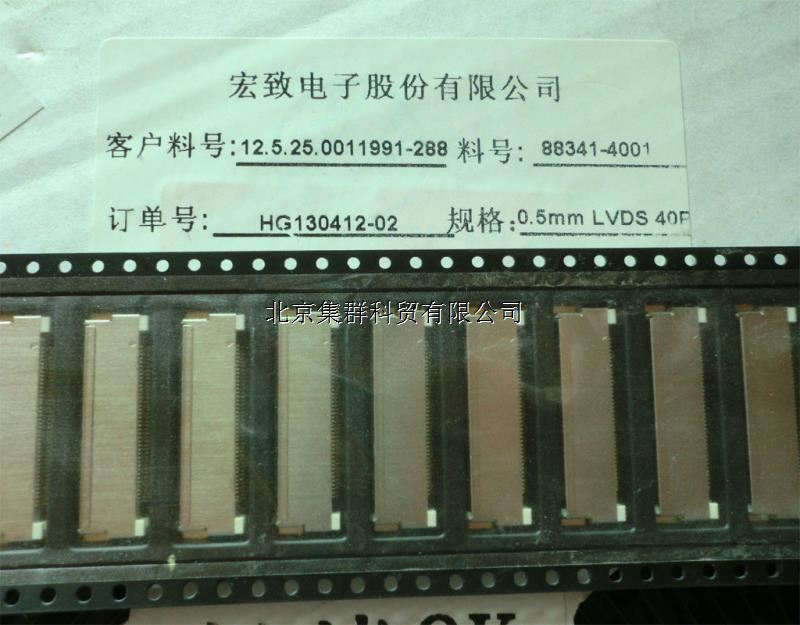 宏致电子股份有限公司
客户料号:12.5.25.0011991-288 料号: 88341-4001
订单号: HG130412-02 规格:0.5mm LVDS 40P
北京集群科贸有限公司